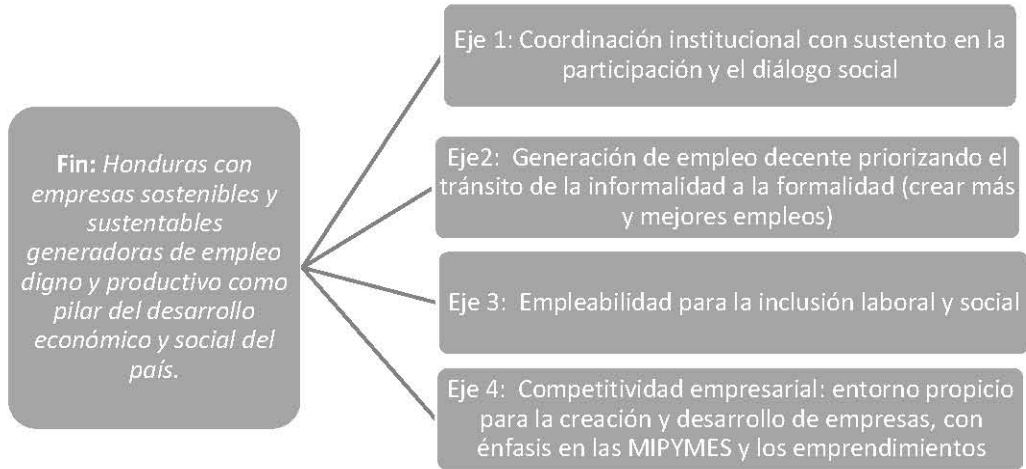 Fin: Honduras con
empresas sostenibles y
sustentables
generadoras de empleo
digno y productivo como
pilar del desarrollo
económico y social del
país.
Eje 1: Coordinación institucional con sustento en la
participación y el diálogo social
Eje2: Generación de empleo decente priorizando el
tránsito de la informalidad a la formalidad (crear más
y mejores empleos)
Eje 3: Empleabilidad para la inclusión laboral y social
Eje 4: Competitividad empresarial: entorno propicio
para la creación y desarrollo de empresas, con
énfasis en las MIPYMES y los emprendimientos